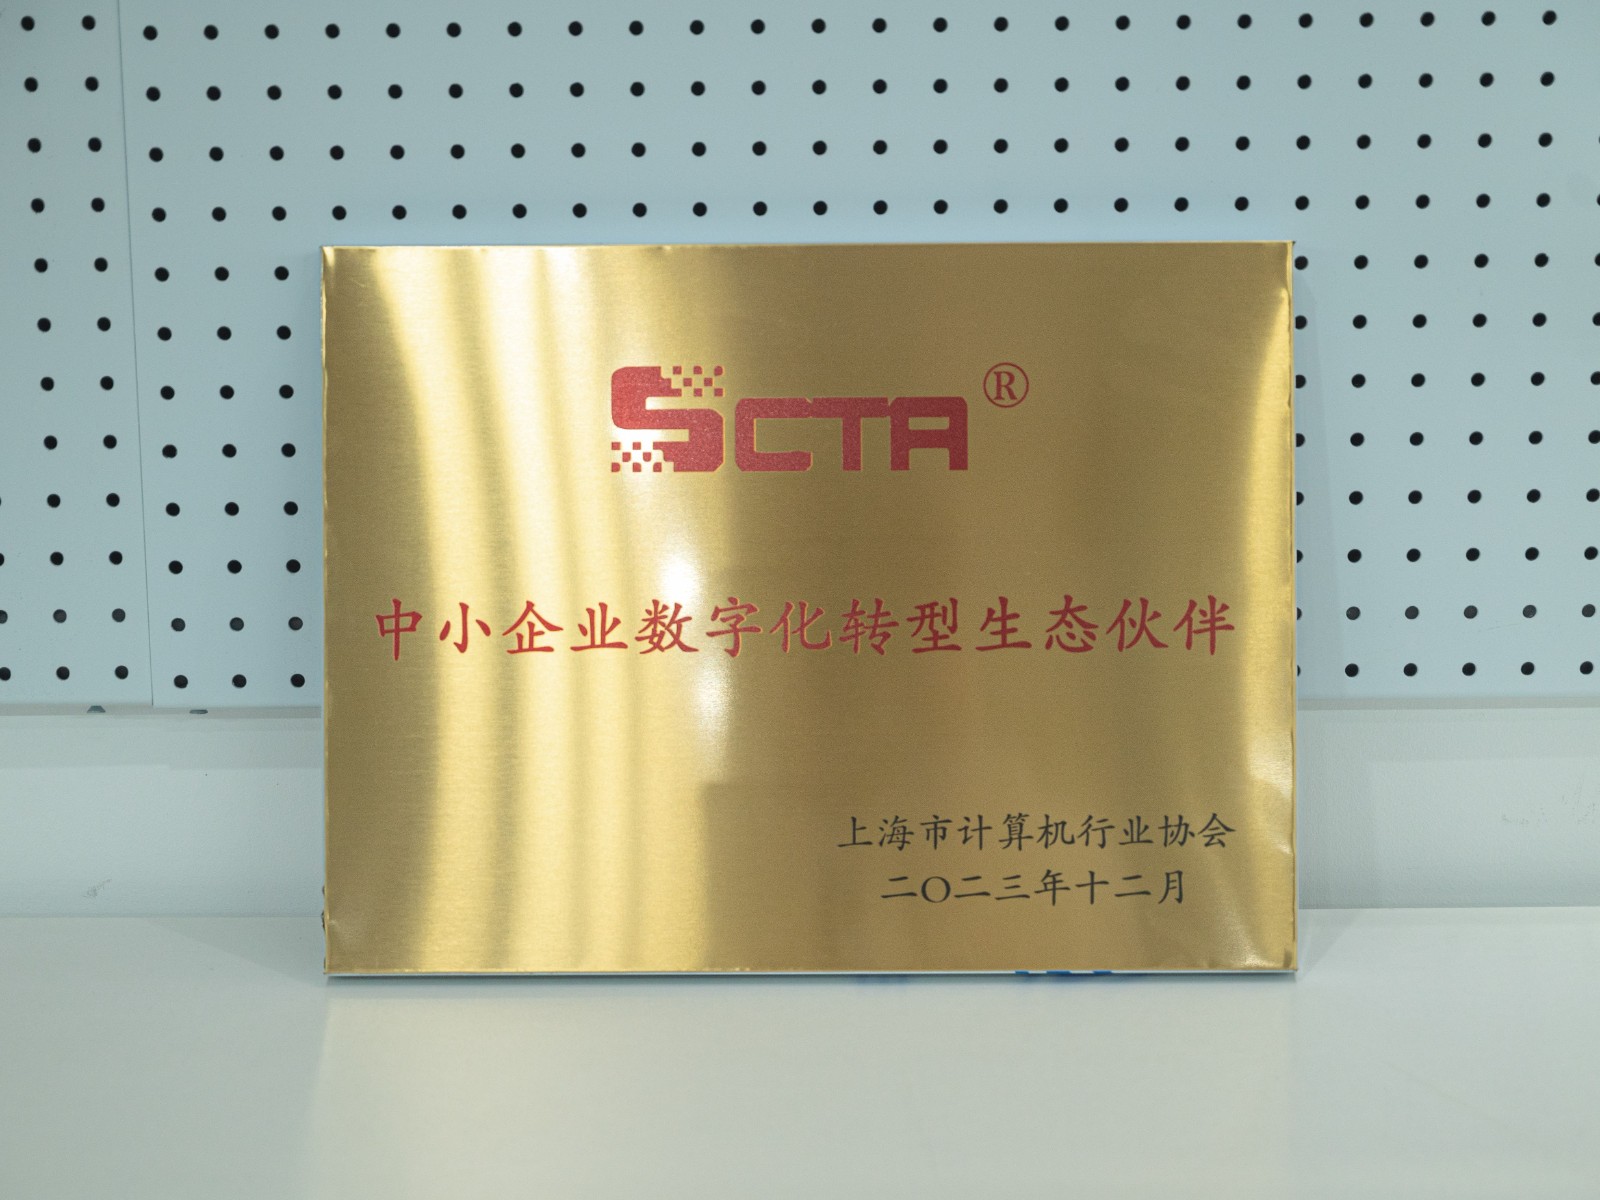 SCTA®
中小企业数字化转型生态伙伴
上海市计算机行业协会
二〇二三年十二月